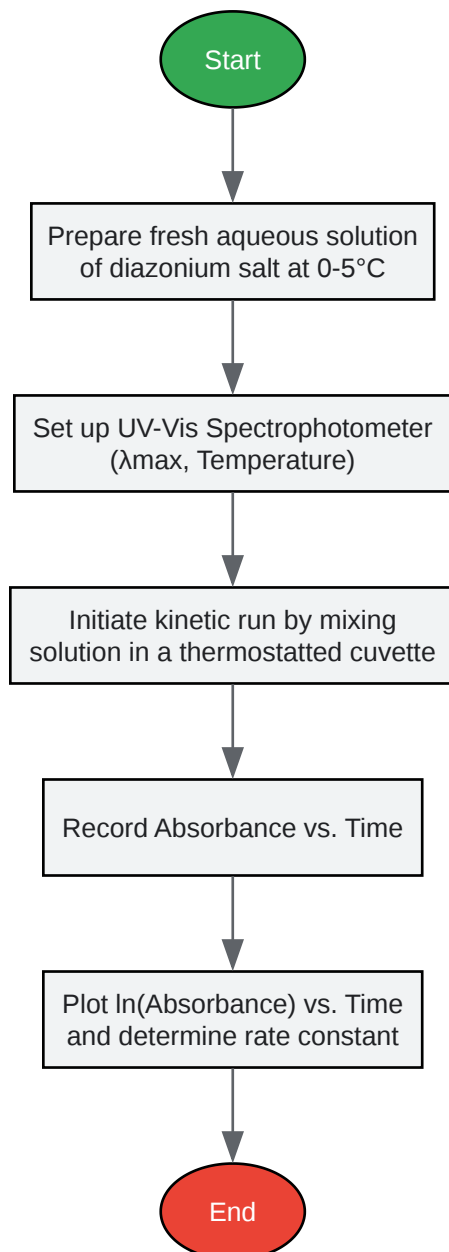 Start
Prepare fresh aqueous solution
of diazonium salt at 0-5°C
Set up UV-Vis Spectrophotometer
(λmax, Temperature)
Initiate kinetic run by mixing
solution in a thermostatted cuvette
Record Absorbance vs. Time
Plot ln(Absorbance) vs. Time
and determine rate constant
End